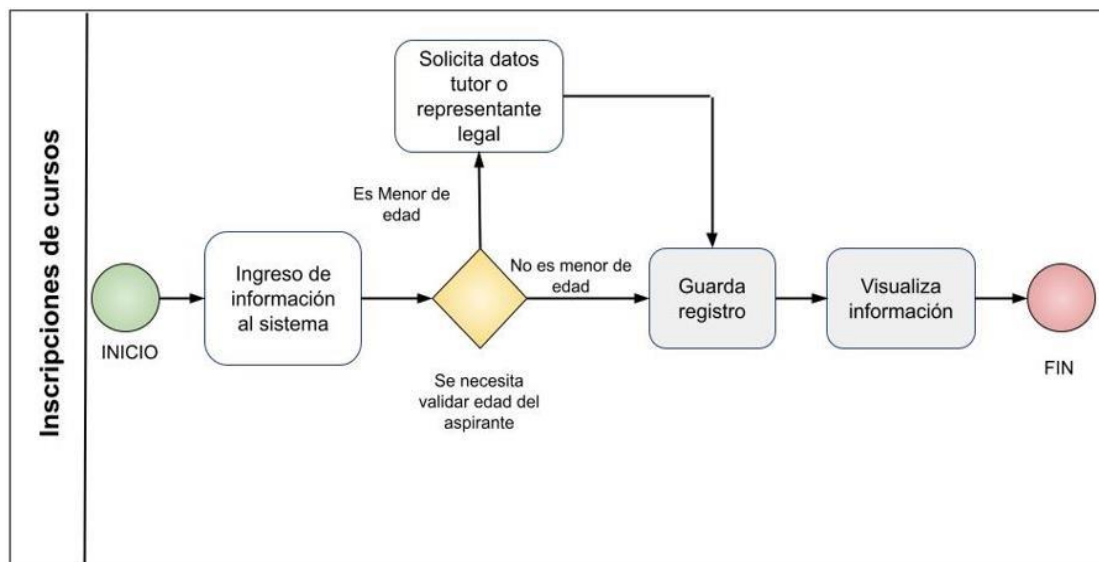 Inscripciones de cursos
INICIO
Ingreso de
información
al sistema
Se necesita
validar edad del
aspirante
Es Menor de
edad
Solicita datos
tutor o
representante
legal
No es menor de
edad
Guarda
registro
Visualiza
información
FIN